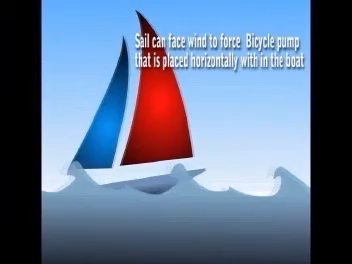 Sail can face wind to force Bicycle pump
that is placed horizontally with in the boat